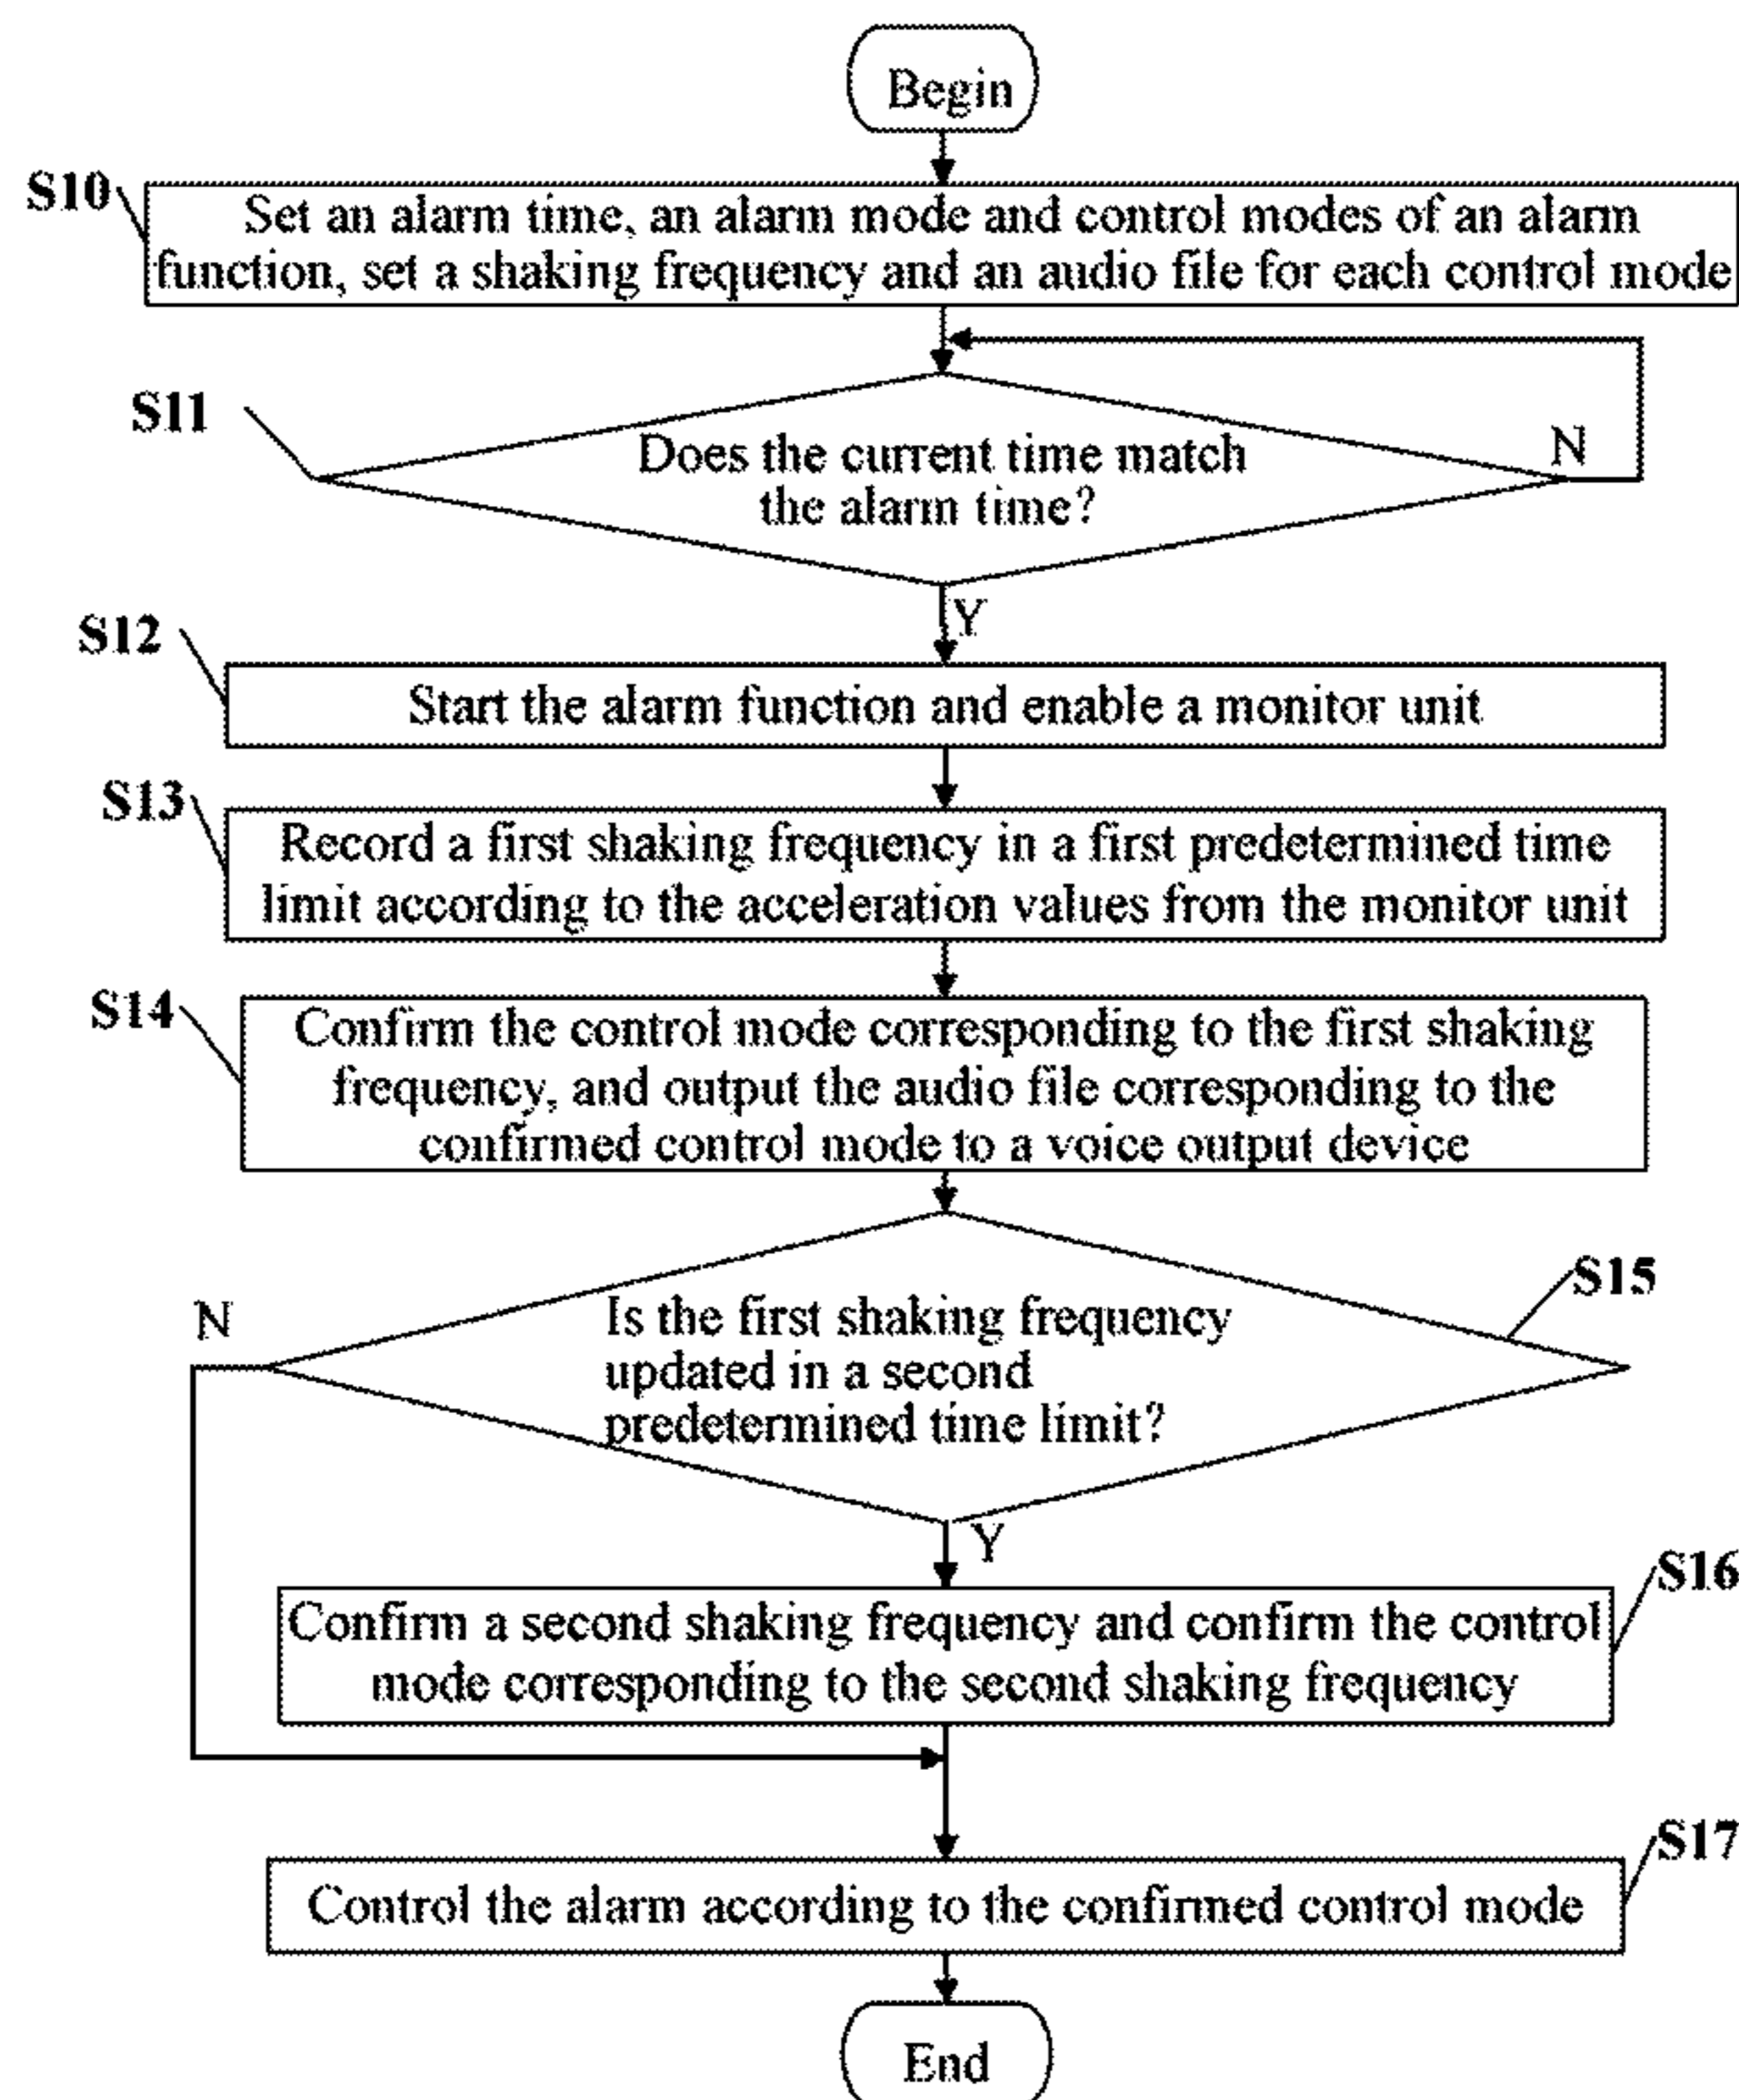 Begin
S10
Set an alarm time, an alarm mode and control modes of an alarm
function, set a shaking frequency and an audio file for each control mode
S11
Does the current time match
the alarm time?
N
Y
S12
Start the alarm function and enable a monitor unit
S13
Record a first shaking frequency in a first predetermined time
limit according to the acceleration values from the monitor unit
S14
Confirm the control mode corresponding to the first shaking
frequency, and output the audio file corresponding to the
confirmed control mode to a voice output device
S15
N
Is the first shaking frequency
updated in a second
predetermined time limit?
Y
S16
Confirm a second shaking frequency and confirm the control
mode corresponding to the second shaking frequency
S17
Control the alarm according to the confirmed control mode
End